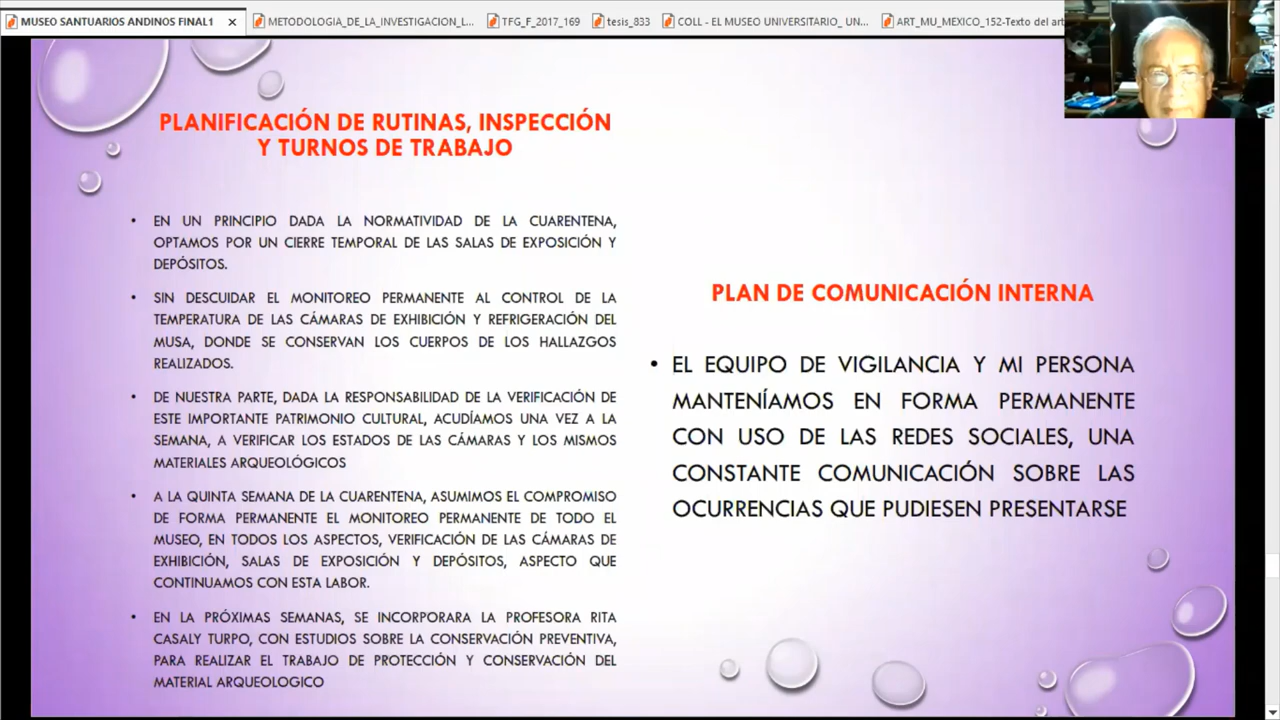 MUSEO SANTUARIOS ANDINOS FINAL1
METODOLOGIA_DE_LA_INVESTIGACION_L...
TFG_F_2017_169
tesis_833
COLL - EL MUSEO UNIVERSITARIO_ UN...
ART_MU_MEXICO_152-Texto del art
PLANIFICACIÓN DE RUTINAS, INSPECCIÓN
Y TURNOS DE TRABAJO
• EN UN PRINCIPIO DADA LA NORMATIVIDAD DE LA CUARENTENA,
OPTAMOS POR UN CIERRE TEMPORAL DE LAS SALAS DE EXPOSICIÓN Y
DEPÓSITOS.
• SIN DESCUIDAR EL MONITOREO PERMANENTE AL CONTROL DE LA
TEMPERATURA DE LAS CÁMARAS DE EXHIBICIÓN Y REFRIGERACIÓN DEL
MUSA, DONDE SE CONSERVAN LOS CUERPOS DE LOS HALLAZGOS
REALIZADOS.
• DE NUESTRA PARTE, DADA LA RESPONSABILIDAD DE LA VERIFICACIÓN DE
ESTE IMPORTANTE PATRIMONIO CULTURAL, ACUDÍAMOS UNA VEZ A LA
SEMANA, A VERIFICAR LOS ESTADOS DE LAS CÁMARAS Y LOS MISMOS
MATERIALES ARQUEOLÓGICOS
• A LA QUINTA SEMANA DE LA CUARENTENA, ASUMIMOS EL COMPROMISO
DE FORMA PERMANENTE EL MONITOREO PERMANENTE DE TODO EL
MUSEO, EN TODOS LOS ASPECTOS, VERIFICACIÓN DE LAS CÁMARAS DE
EXHIBICIÓN, SALAS DE EXPOSICIÓN Y DEPÓSITOS, ASPECTO QUE
CONTINUAMOS CON ESTA LABOR.
• EN LA PRÓXIMAS SEMANAS, SE INCORPORARA LA PROFESORA RITA
CASALY TURPO, CON ESTUDIOS SOBRE LA CONSERVACIÓN PREVENTIVA,
PARA REALIZAR EL TRABAJO DE PROTECCIÓN Y CONSERVACIÓN DEL
MATERIAL ARQUEOLOGICO
PLAN DE COMUNICACIÓN INTERNA
• EL EQUIPO DE VIGILANCIA Y MI PERSONA
MANTENÍAMOS EN FORMA PERMANENTE
CON USO DE LAS REDES SOCIALES, UNA
CONSTANTE COMUNICACIÓN SOBRE LAS
OCURRENCIAS QUE PUDIESEN PRESENTARSE